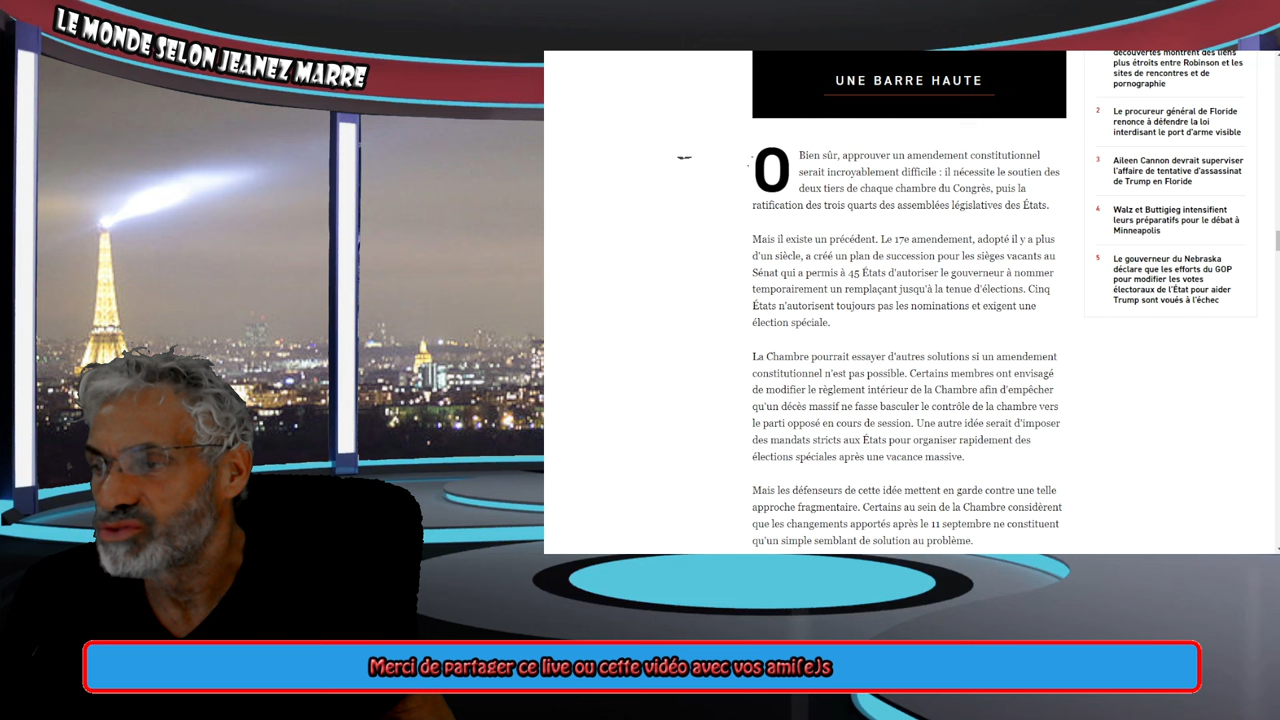 LE MONDE SELON JEANEZ MARRE
UNE BARRE HAUTE
O Bien sûr, approuver un amendement constitutionnel
serait incroyablement difficile : il nécessite le soutien des
deux tiers de chaque chambre du Congrès, puis la
ratification des trois quarts des assemblées législatives des États.
Mais il existe un précédent. Le 17e amendement, adopté il y a plus
d'un siècle, a créé un plan de succession pour les sièges vacants au
Sénat qui a permis à 45 États d'autoriser le gouverneur à nommer
temporairement un remplaçant jusqu'à la tenue d'élections. Cinq
États n'autorisent toujours pas les nominations et exigent une
élection spéciale.
La Chambre pourrait essayer d'autres solutions si un amendement
constitutionnel n'est pas possible. Certains membres ont envisagé
de modifier le règlement intérieur de la Chambre afin d'empêcher
qu'un décès massif ne fasse basculer le contrôle de la chambre vers
le parti opposé en cours de session. Une autre idée serait d'imposer
des mandats stricts aux États pour organiser rapidement des
élections spéciales après une vacance massive.
Mais les défenseurs de cette idée mettent en garde contre une telle
approche fragmentaire. Certains au sein de la Chambre considèrent
que les changements apportés après le 11 septembre ne constituent
qu'un simple semblant de solution au problème.
découvertes montrent des liens
plus étroits entre Robinson et les
sites de rencontres et de
pornographie
2 Le procureur général de Floride
renonce à défendre la loi
interdisant le port d'arme visible
3 Aileen Cannon devrait superviser
l'affaire de tentative d'assassinat
de Trump en Floride
4 Walz et Buttigieg intensifient
leurs préparatifs pour le débat à
Minneapolis
5 Le gouverneur du Nebraska
déclare que les efforts du GOP
pour modifier les votes
électoraux de l'État pour aider
Trump sont voués à l'échec
Merci de partager ce live ou cette vidéo avec vos ami(e)s